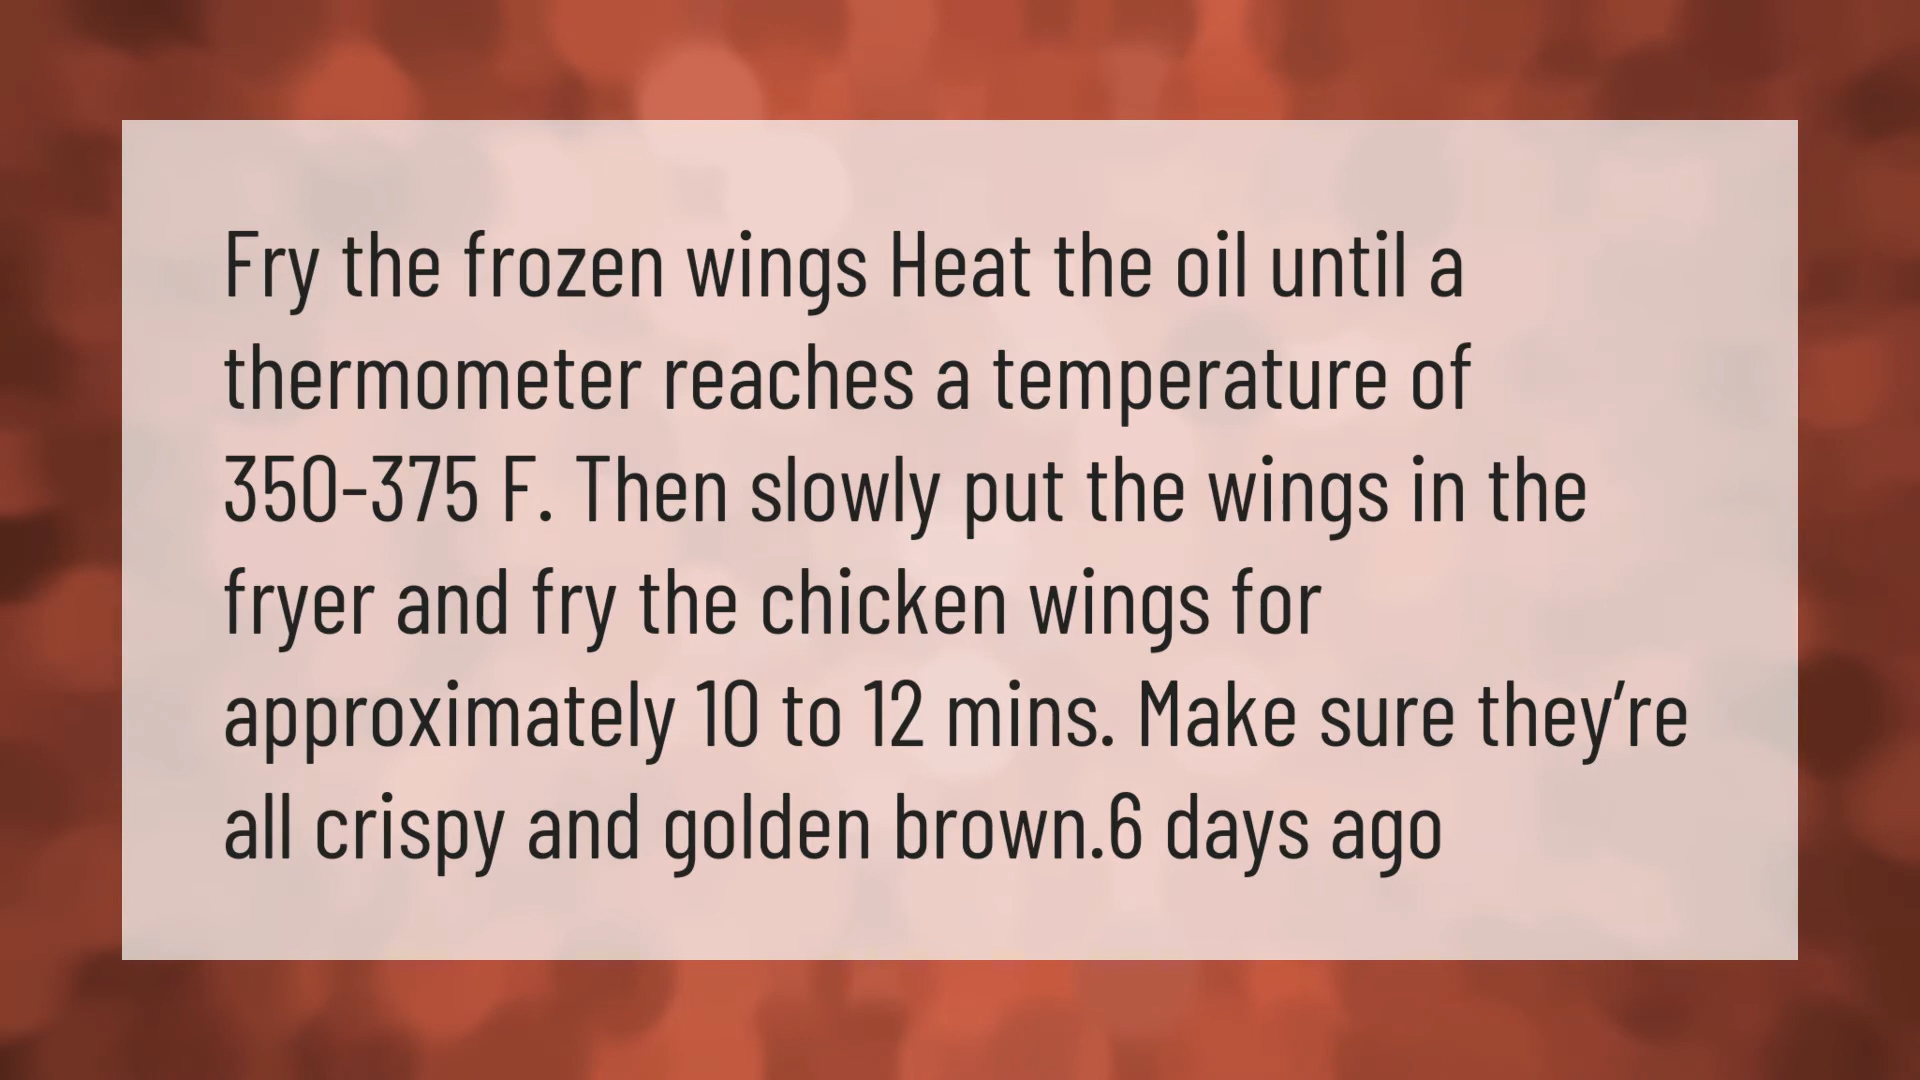 Fry the frozen wings Heat the oil until a
thermometer reaches a temperature of
350-375 F. Then slowly put the wings in the
fryer and fry the chicken wings for
approximately 10 to 12 mins. Make sure they’re
all crispy and golden brown.6 days ago